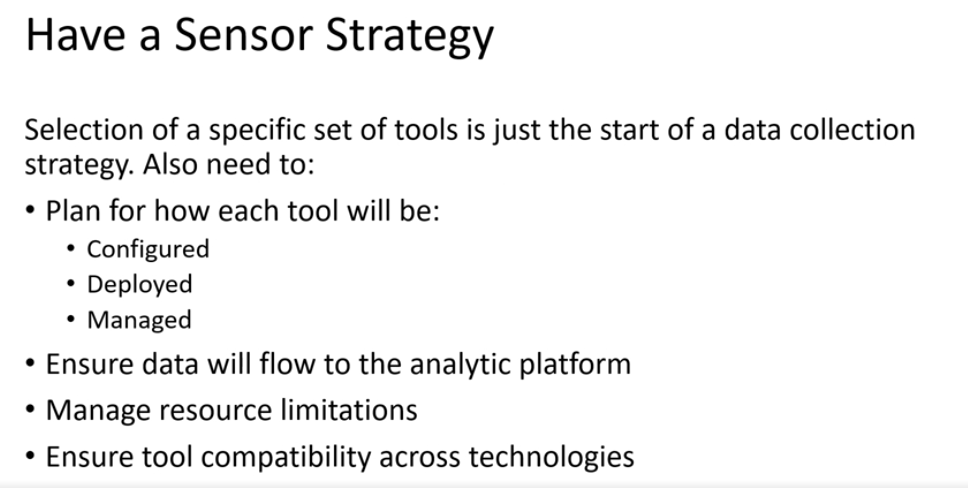 Have a Sensor Strategy
Selection of a specific set of tools is just the start of a data collection
strategy. Also need to:
• Plan for how each tool will be:
• Configured
• Deployed
• Managed
• Ensure data will flow to the analytic platform
• Manage resource limitations
• Ensure tool compatibility across technologies